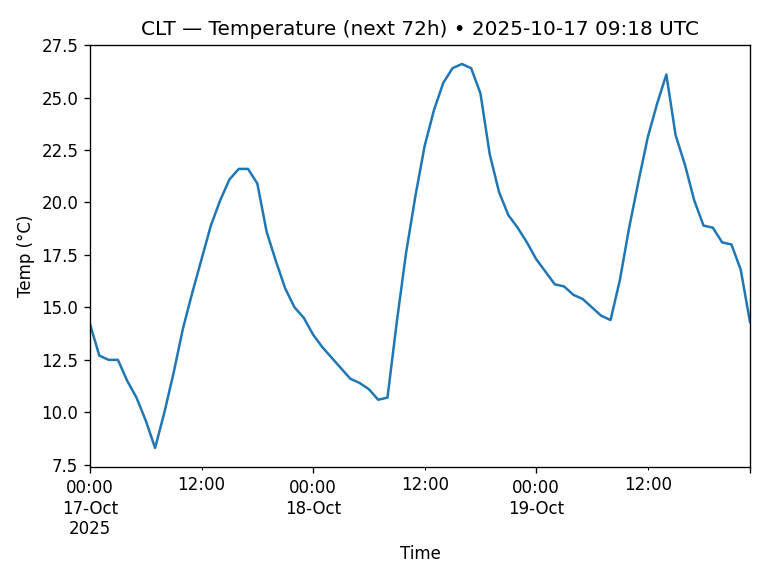 CLT — Temperature (next 72h) • 2025-10-17 09:18 UTC
27.5
25.0
22.5
20.0
17.5
15.0
12.5
10.0
7.5
Temp (°C)
00:00 12:00 00:00 12:00 00:00 12:00
17-Oct 18-Oct 19-Oct
2025
Time